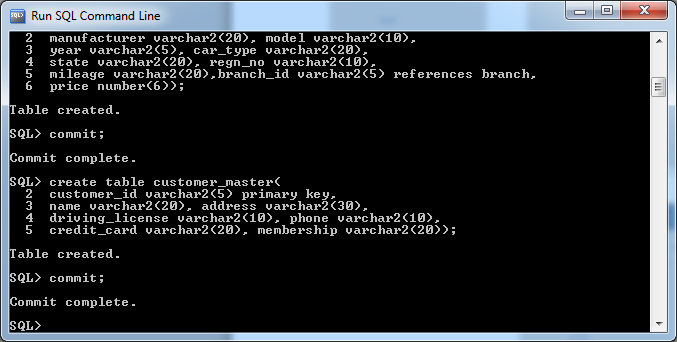 Run SQL Command Line
  2  manufacturer varchar2(20), model varchar2(10),
  3  year varchar2(5), car_type varchar2(20),
  4  state varchar2(20), regn_no varchar2(10),
  5  mileage varchar2(20),branch_id varchar2(5) references branch,
  6  price number(6));
Table created.
SQL> commit;
Commit complete.
SQL> create table customer_master(
  2  customer_id varchar2(5) primary key,
  3  name varchar2(20), address varchar2(30),
  4  driving_license varchar2(10), phone varchar2(10),
  5  credit_card varchar2(20), membership varchar2(20));
Table created.
SQL> commit;
Commit complete.
SQL>